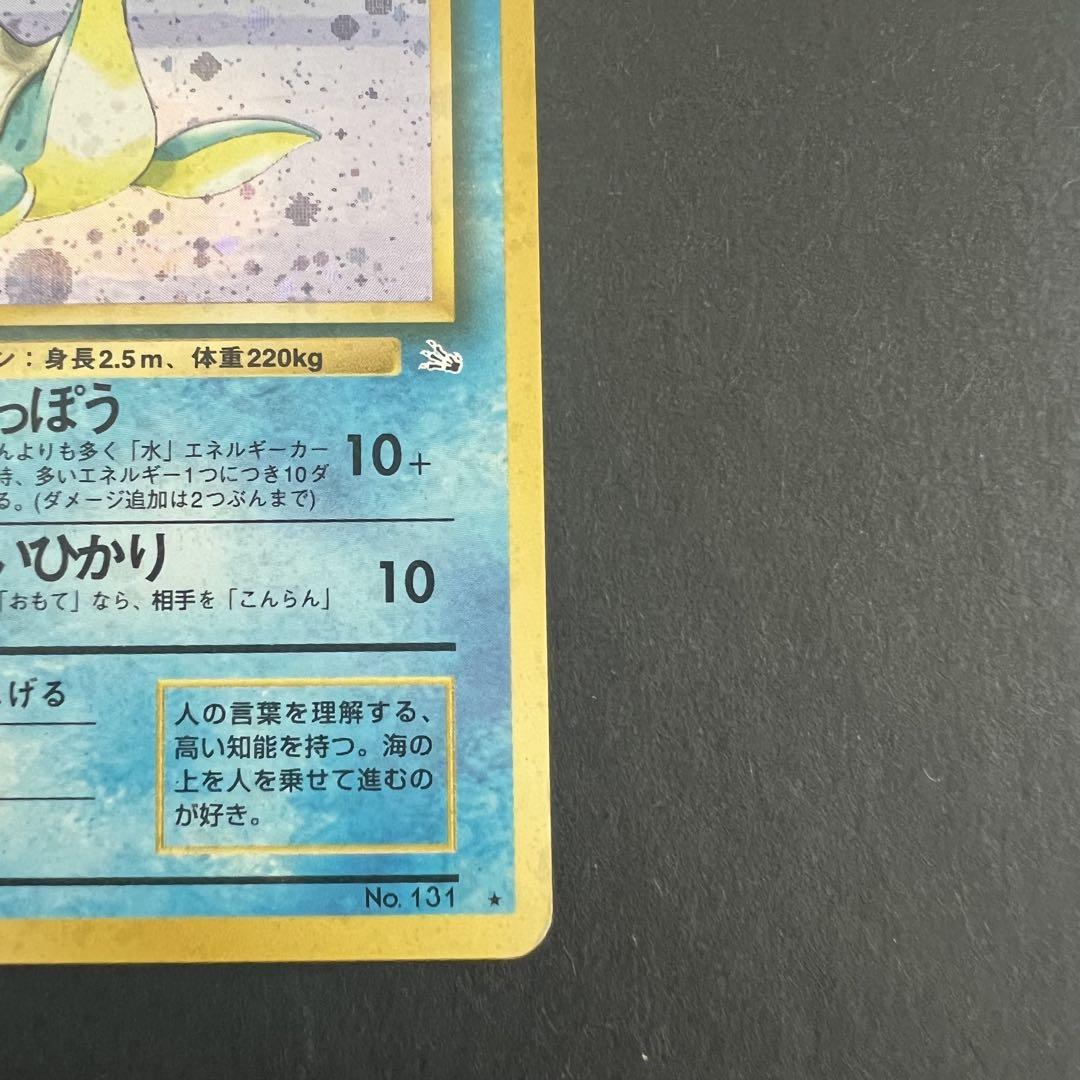 ン：身長2.5m、体重220kg
っぽう
んよりも多く「水」エネルギーカー
時、多いエネルギー1つにつき10ダ
る。(ダメージ追加は2つぶんまで)
10+
いひかり
「おもて」なら、相手を「こんらん」
10
げる
人の言葉を理解する、
高い知能を持つ。海の
上を人を乗せて進むの
が好き。
No. 131 ★